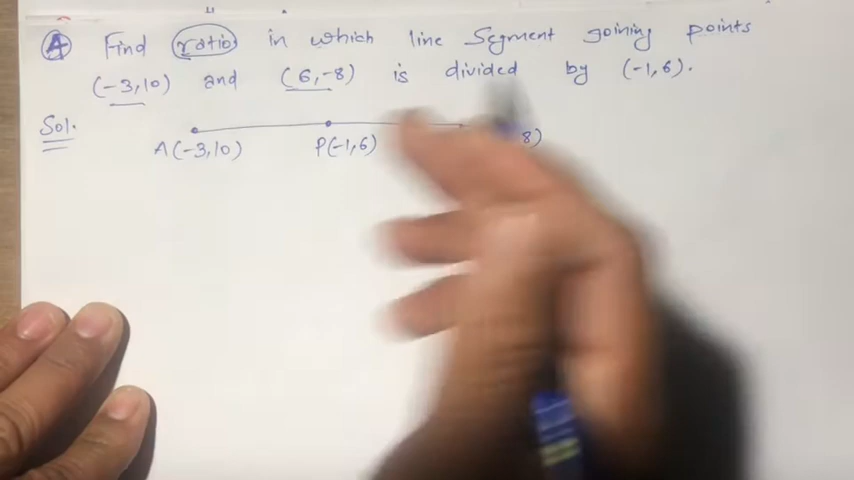 A Find ratio in which line Segment joining points
(-3,10) and (6,-8) is divided by (-1,6).
Sol.
A(-3,10) P(-1,6) 8)